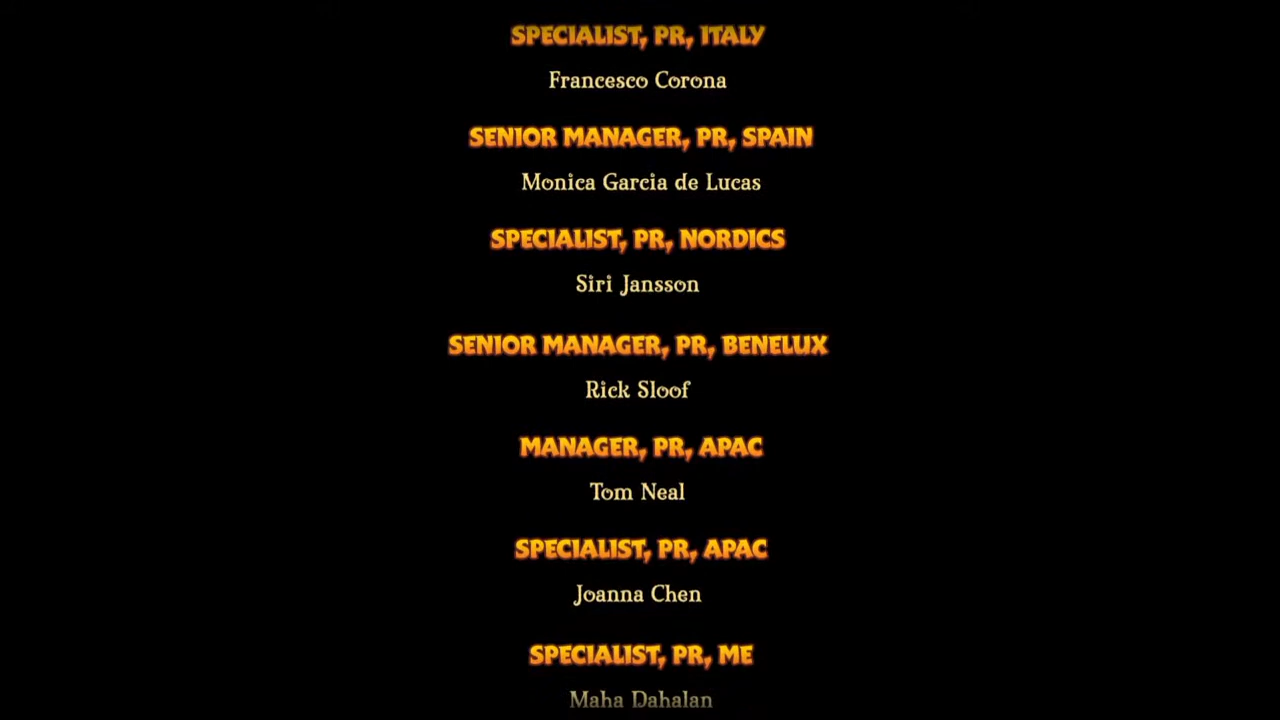 SPECIALIST, PR, ITALY
Francesco Corona
SENIOR MANAGER, PR, SPAIN
Monica Garcia de Lucas
SPECIALIST, PR, NORDICS
Siri Jansson
SENIOR MANAGER, PR, BENELUX
Rick Sloof
MANAGER, PR, APAC
Tom Neal
SPECIALIST, PR, APAC
Joanna Chen
SPECIALIST, PR, ME
Maha Dahalan